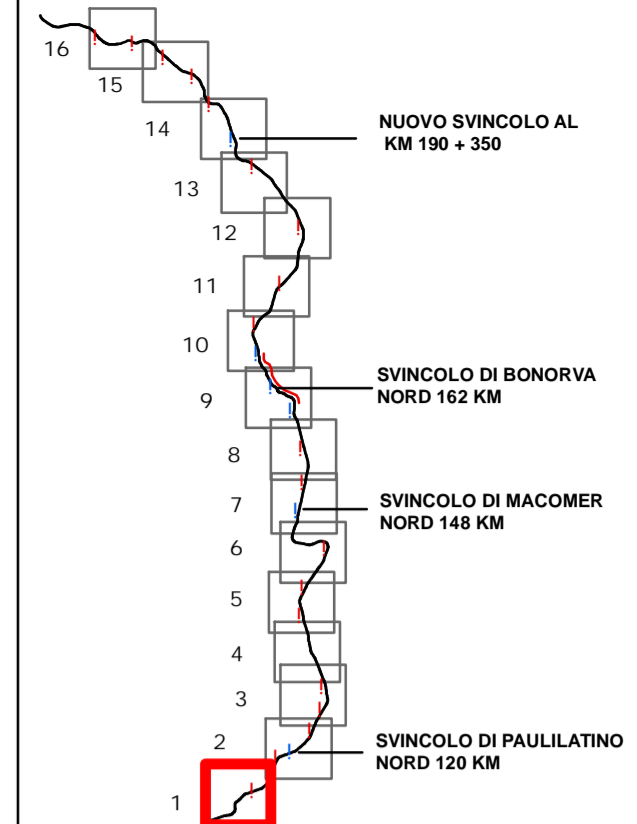 16
15
14
NUOVO SVINCOLO AL
KM 190 + 350
13
12
11
10
SVINCOLO DI BONORVA
NORD 162 KM
9
8
7
SVINCOLO DI MACOMER
NORD 148 KM
6
5
4
3
2
SVINCOLO DI PAULILATINO
NORD 120 KM
1